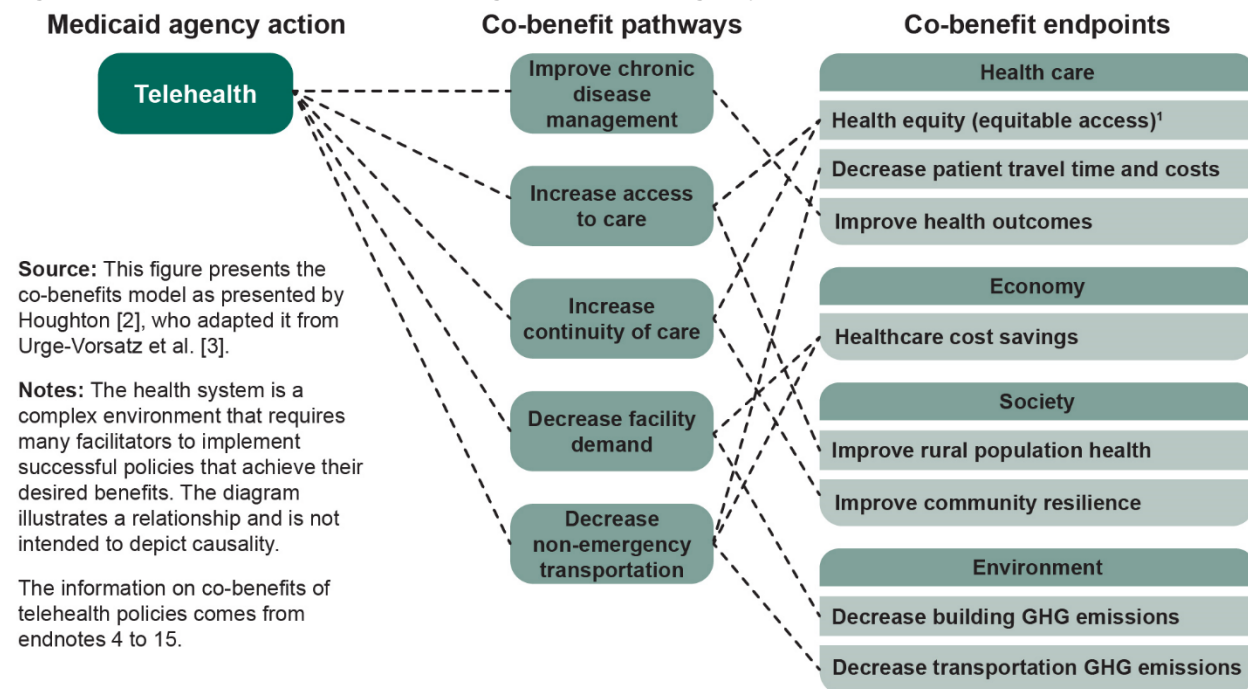 Medicaid agency action
Telehealth
Source: This figure presents the
co-benefits model as presented by
Houghton [2], who adapted it from
Urge-Vorsatz et al. [3].
Notes: The health system is a
complex environment that requires
many facilitators to implement
successful policies that achieve their
desired benefits. The diagram
illustrates a relationship and is not
intended to depict causality.
The information on co-benefits of
telehealth policies comes from
endnotes 4 to 15.
Co-benefit pathways
Improve chronic
disease
management
Increase access
to care
Increase
continuity of care
Decrease facility
demand
Decrease
non-emergency
transportation
Co-benefit endpoints
Health care
Health equity (equitable access)¹
Decrease patient travel time and costs
Improve health outcomes
Economy
Healthcare cost savings
Society
Improve rural population health
Improve community resilience
Environment
Decrease building GHG emissions
Decrease transportation GHG emissions